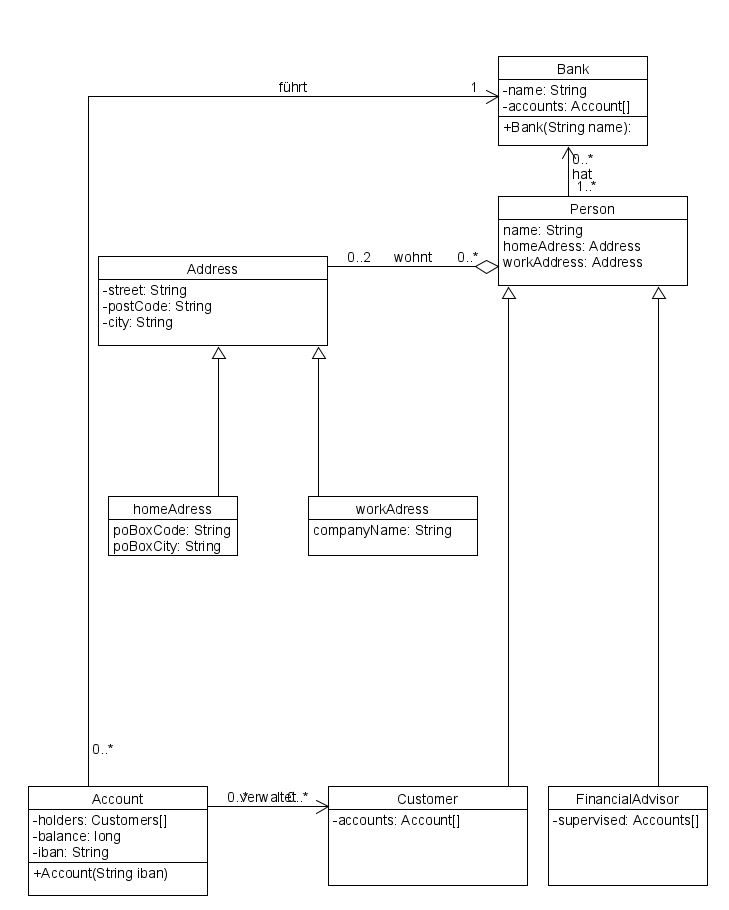 Bank
-name: String
-accounts: Account[]
+Bank(String name):
führt
1
0..*
hat
1..*
Person
name: String
homeAdress: Address
workAddress: Address
0..2
wohnt
0..*
Address
-street: String
-postCode: String
-city: String
homeAdress
poBoxCode: String
poBoxCity: String
workAdress
companyName: String
0..*
Account
-holders: Customers[]
-balance: long
-iban: String
+Account(String iban)
0..*
verwaltet
0..*
Customer
-accounts: Account[]
FinancialAdvisor
-supervised: Accounts[]